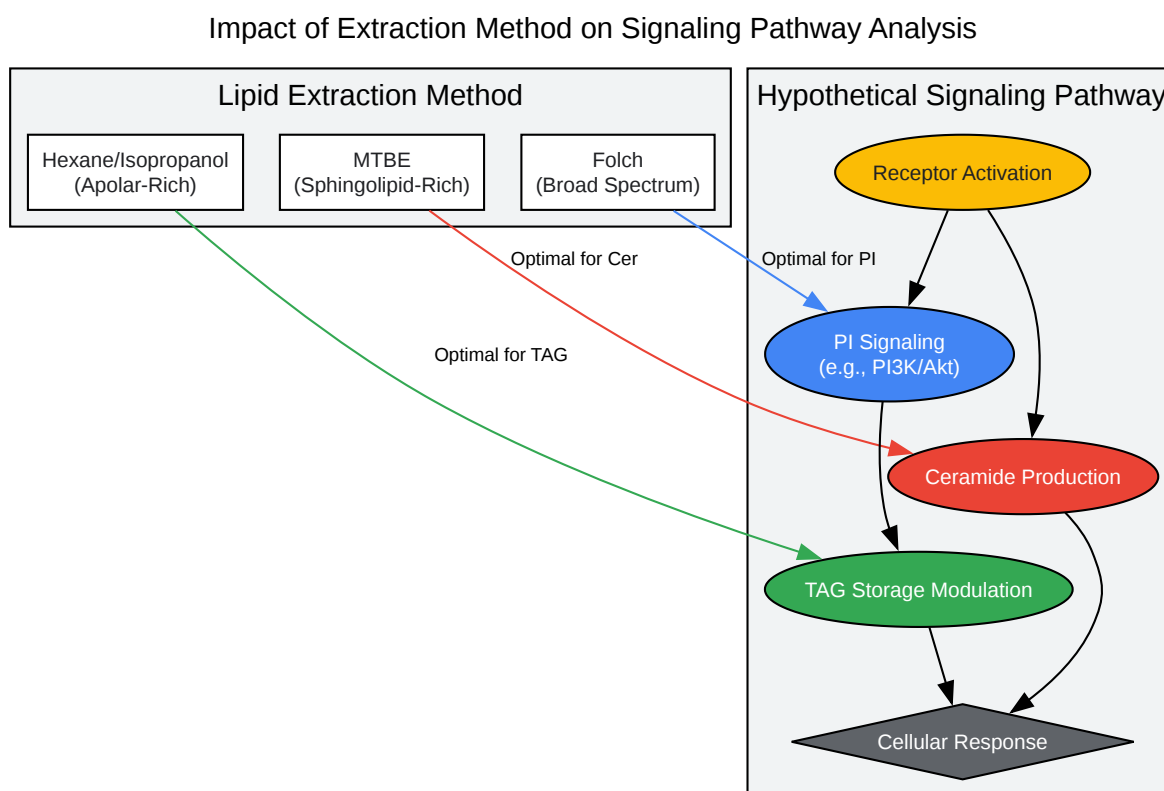 Impact of Extraction Method on Signaling Pathway Analysis
Lipid Extraction Method
Hexane/Isopropanol
(Apolar-Rich)
MTBE
(Sphingolipid-Rich)
Folch
(Broad Spectrum)
Hypothetical Signaling Pathway
Receptor Activation
Optimal for Cer
Optimal for PI
Optimal for TAG
PI Signaling
(e.g., PI3K/Akt)
Ceramide Production
TAG Storage Modulation
Cellular Response